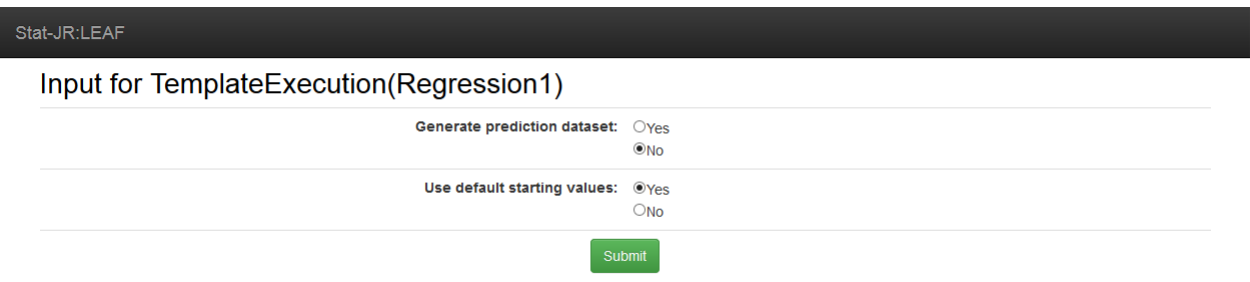 Stat-JR:LEAF
Input for TemplateExecution(Regression1)
Generate prediction dataset: Yes
No
Use default starting values: Yes
No
Submit